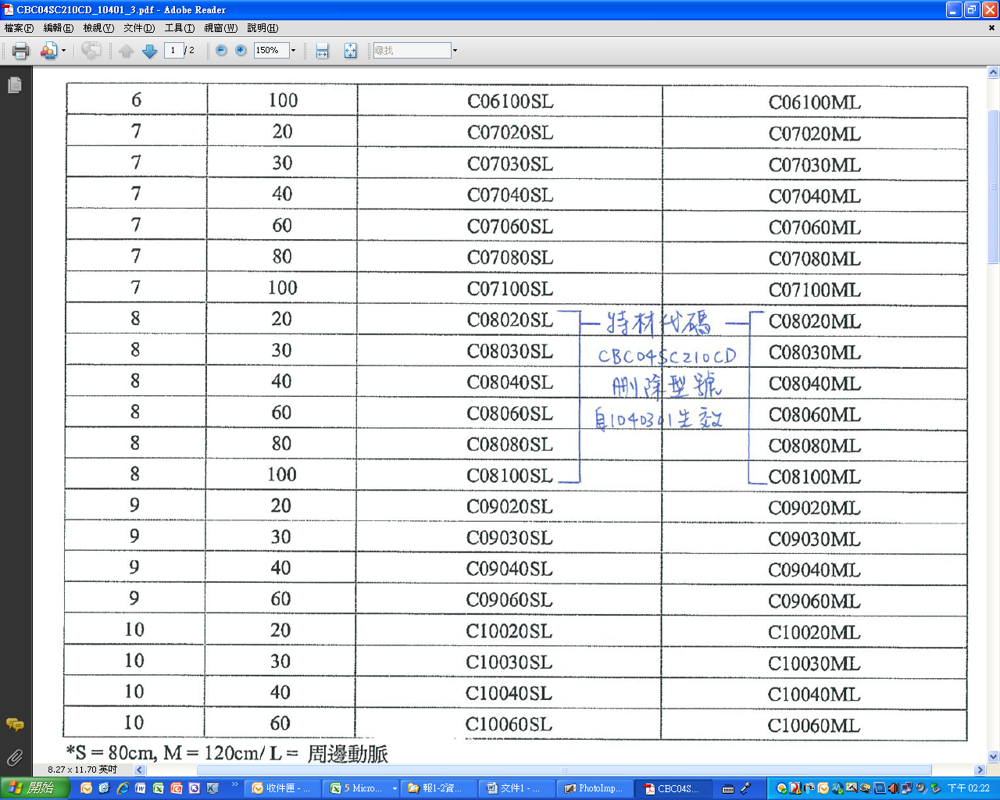 CBC04SC210CD_10401_3.pdf - Adobe Reader
檔案(F) 編輯(E) 檢視(V) 文件(D) 工具(T) 視窗(W) 說明(H)
1 / 2 150% 尋找
6 100 C06100SL C06100ML
7 20 C07020SL C07020ML
7 30 C07030SL C07030ML
7 40 C07040SL C07040ML
7 60 C07060SL C07060ML
7 80 C07080SL C07080ML
7 100 C07100SL C07100ML
8 20 C08020SL 特材代碼 C08020ML
8 30 C08030SL CBC04SC210CD C08030ML
8 40 C08040SL 刪除型號 C08040ML
8 60 C08060SL 自1040301生效 C08060ML
8 80 C08080SL C08080ML
8 100 C08100SL C08100ML
9 20 C09020SL C09020ML
9 30 C09030SL C09030ML
9 40 C09040SL C09040ML
9 60 C09060SL C09060ML
10 20 C10020SL C10020ML
10 30 C10030SL C10030ML
10 40 C10040SL C10040ML
10 60 C10060SL C10060ML
*S = 80cm, M = 120cm/ L = 周邊動脈
8.27 x 11.70 英吋
開始 收件匣 - ... 5 Micro... 報1-2資... 文件1 - ... PhotoImp... CBC04S... 下午 02:22